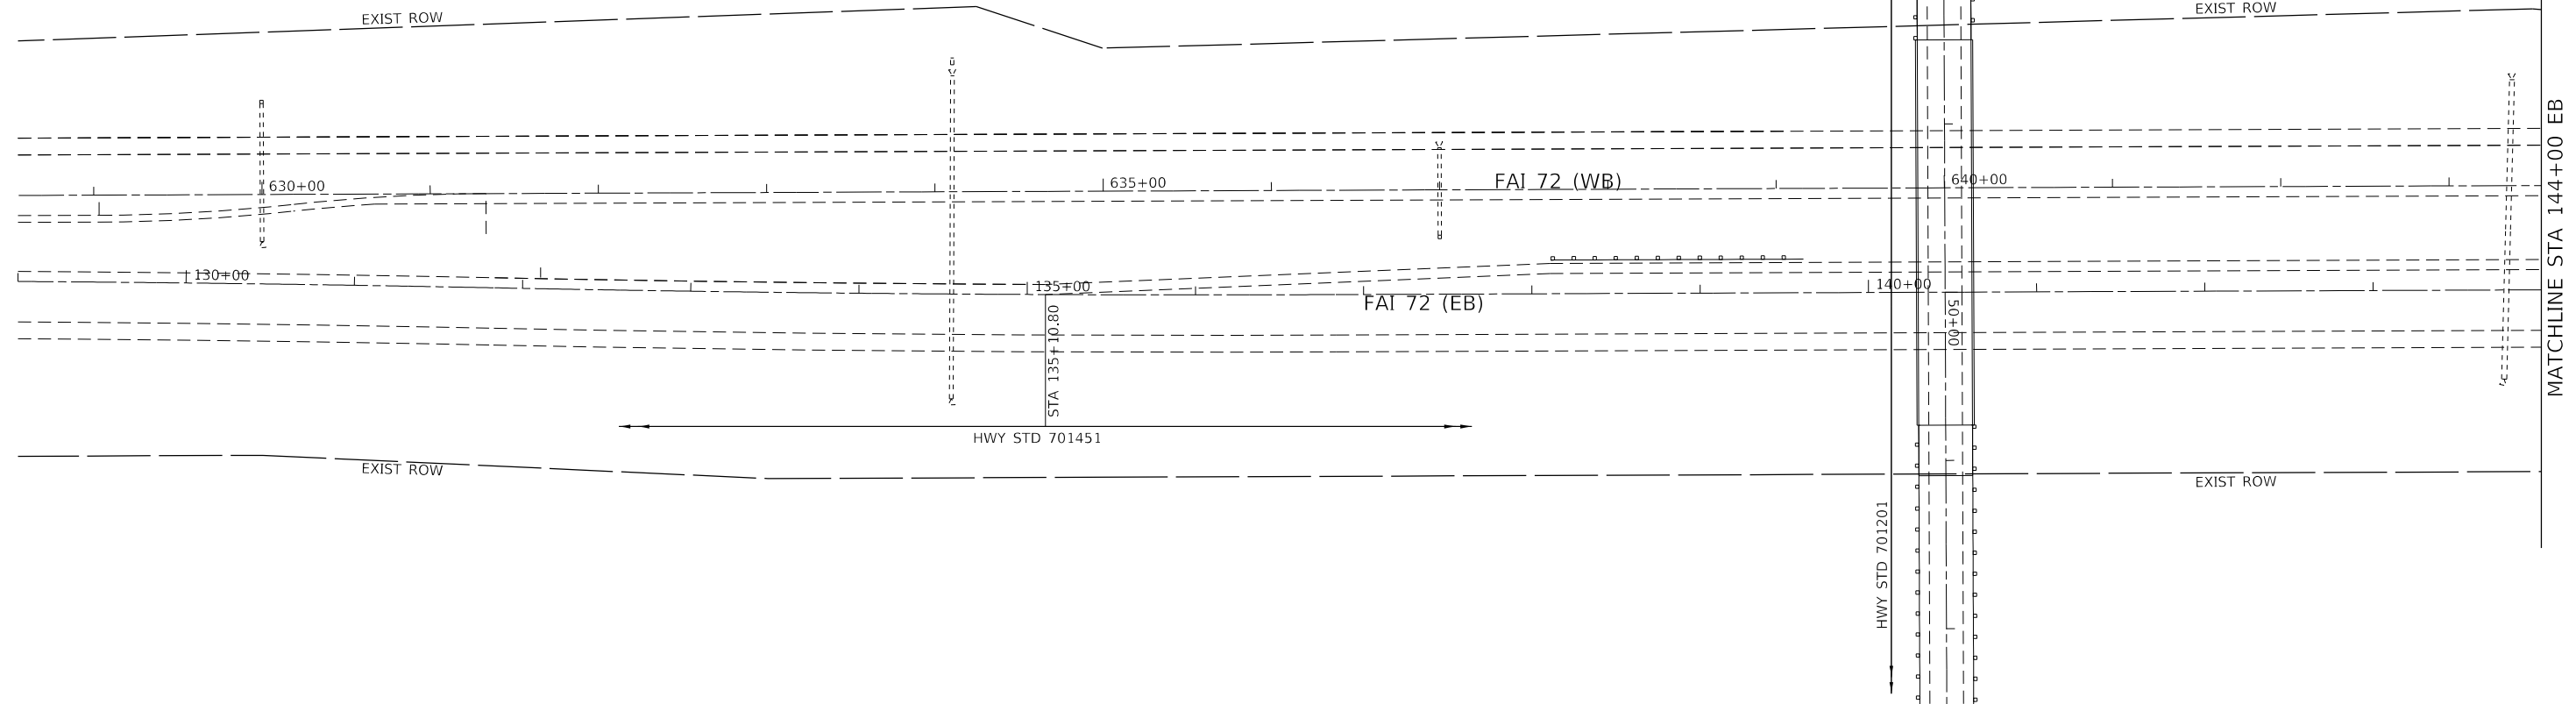 EXIST ROW
EXIST ROW
630+00
635+00
FAI 72 (WB)
640+00
130+00
135+00
140+00
FAI 72 (EB)
STA 135+10.80
50+00
HWY STD 701451
EXIST ROW
EXIST ROW
HWY STD 701201
MATCHLINE STA 144+00 EB